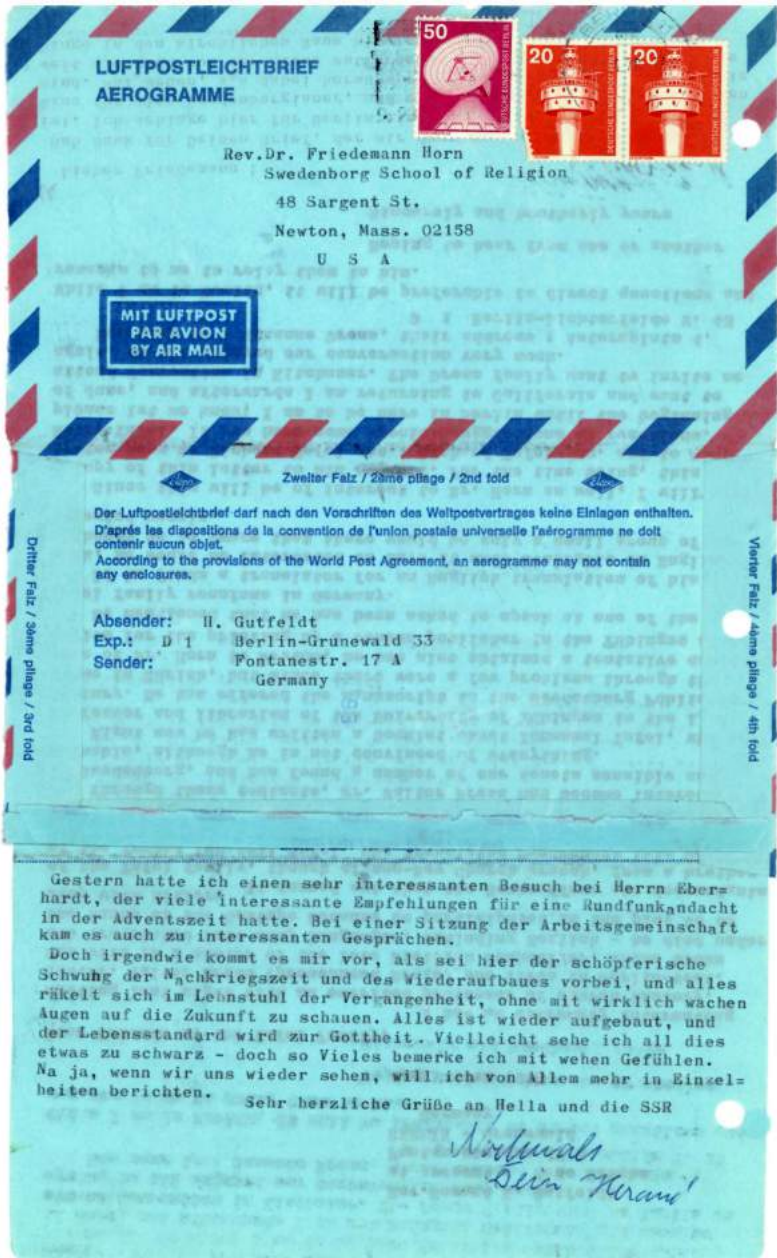 LUFTPOSTLEICHTBRIEF
AEROGRAMME
50
DEUTSCHE BUNDESPOST BERLIN
20
DEUTSCHE BUNDESPOST BERLIN
20
DEUTSCHE BUNDESPOST BERLIN
Rev.Dr. Friedemann Horn
Swedenborg School of Religion
48 Sargent St.
Newton, Mass. 02158
U S A
MIT LUFTPOST
PAR AVION
BY AIR MAIL
Zweiter Falz / 2ème pliage / 2nd fold
Der Luftpostleichtbrief darf nach den Vorschriften des Weltpostvertrages keine Einlagen enthalten.
D'après les dispositions de la convention de l'union postale universelle l'aérogramme ne doit
contenir aucun objet.
According to the provisions of the World Post Agreement, an aerogramme may not contain
any enclosures.
Dritter Falz / 3ème pliage / 3rd fold
Vierter Falz / 4ème pliage / 4th fold
Absender: H. Gutfeldt
Exp.: D 1 Berlin-Grunewald 33
Sender: Fontanestr. 17 A
Germany
Gestern hatte ich einen sehr interessanten Besuch bei Herrn Eber=
hardt, der viele interessante Empfehlungen für eine Rundfunkandacht
in der Adventszeit hatte. Bei einer Sitzung der Arbeitsgemeinschaft
kam es auch zu interessanten Gesprächen.
Doch irgendwie kommt es mir vor, als sei hier der schöpferische
Schwuhg der Nachkriegszeit und des Wiederaufbaues vorbei, und alles
räkelt sich im Lehnstuhl der Vergangenheit, ohne mit wirklich wachen
Augen auf die Zukunft zu schauen. Alles ist wieder aufgebaut, und
der Lebensstandard wird zur Gottheit. Vielleicht sehe ich all dies
etwas zu schwarz - doch so Vieles bemerke ich mit wehen Gefühlen.
Na ja, wenn wir uns wieder sehen, will ich von Allem mehr in Einzel=
heiten berichten.
Sehr herzliche Grüße an Hella und die SSR
Nochmals
Dein